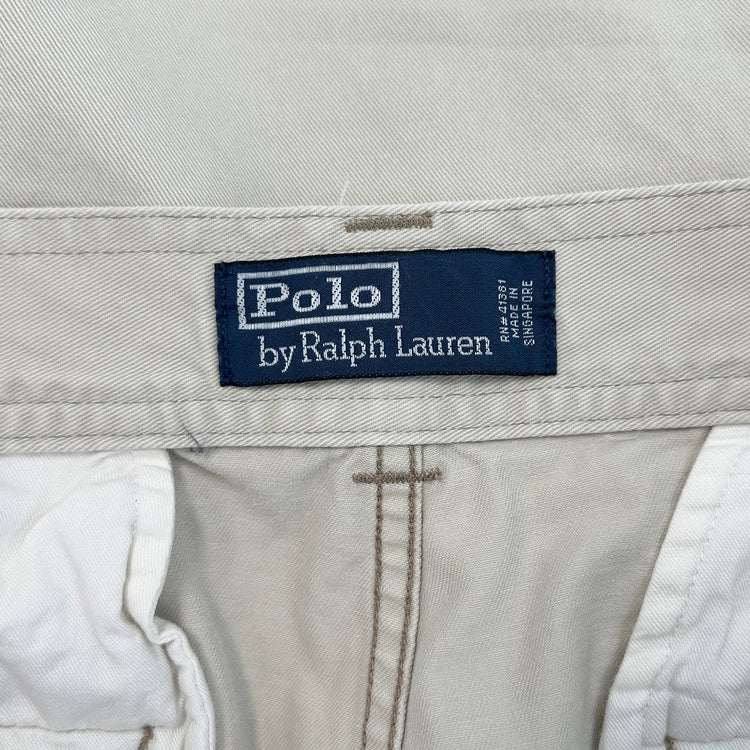 Polo
by Ralph Lauren
RN# 41381
MADE IN
SINGAPORE